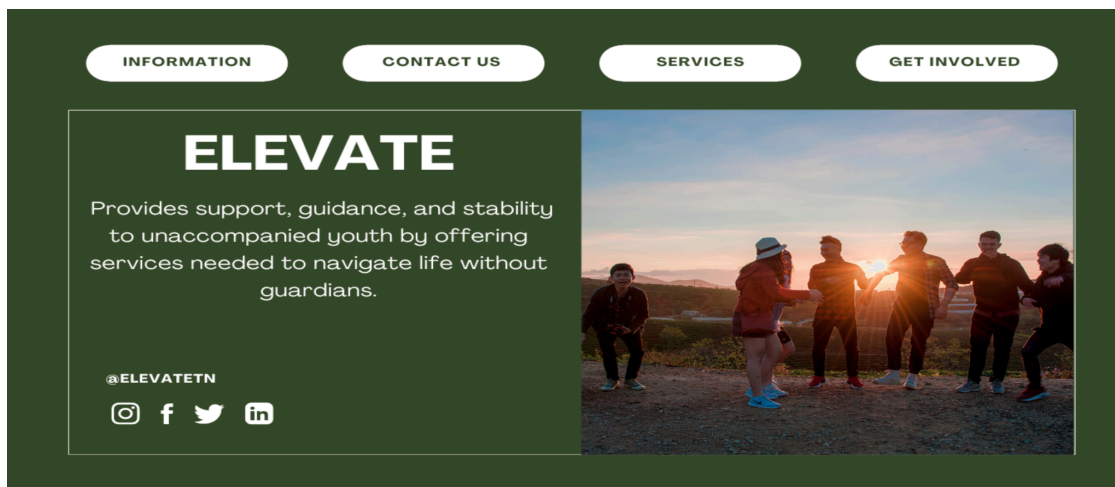 INFORMATION
CONTACT US
SERVICES
GET INVOLVED
ELEVATE
Provides support, guidance, and stability
to unaccompanied youth by offering
services needed to navigate life without
guardians.
@ELEVATETN